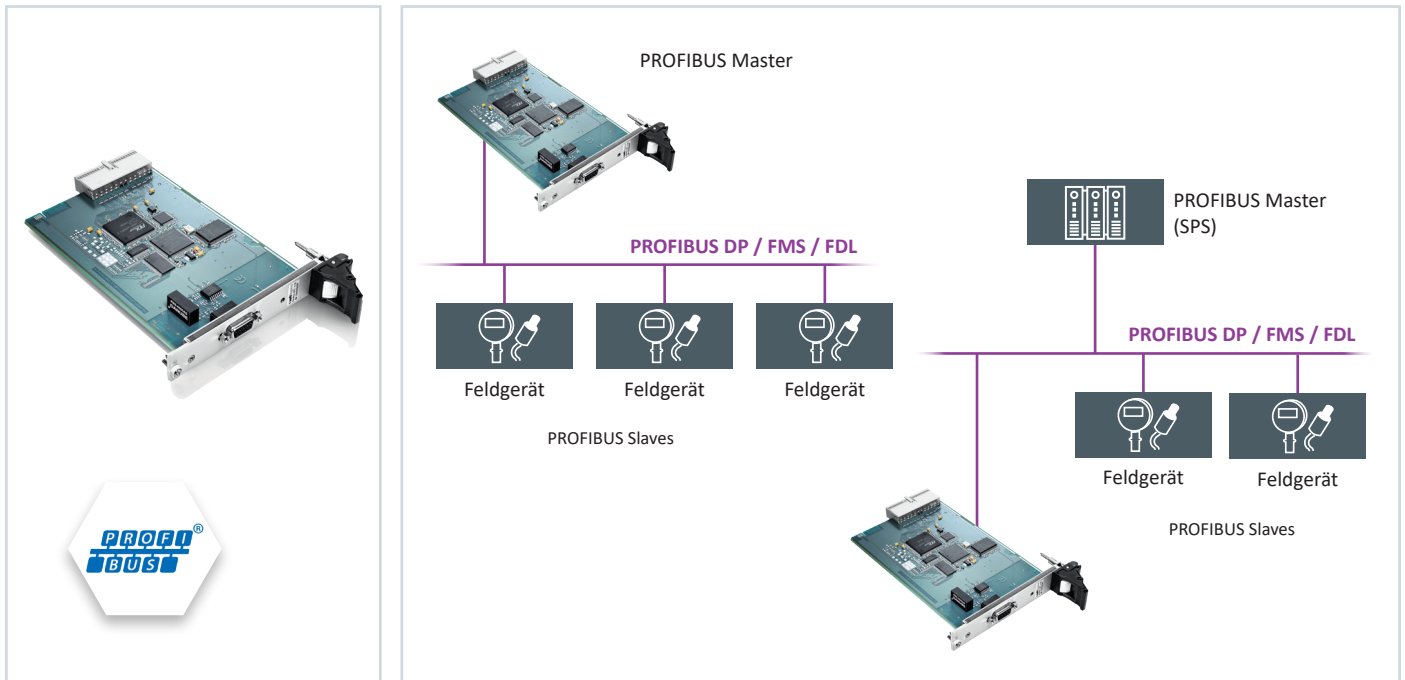 PROFI®
BUS
PROFIBUS Master
PROFIBUS DP / FMS / FDL
Feldgerät
Feldgerät
Feldgerät
PROFIBUS Slaves
PROFIBUS Master
(SPS)
PROFIBUS DP / FMS / FDL
Feldgerät
Feldgerät
PROFIBUS Slaves